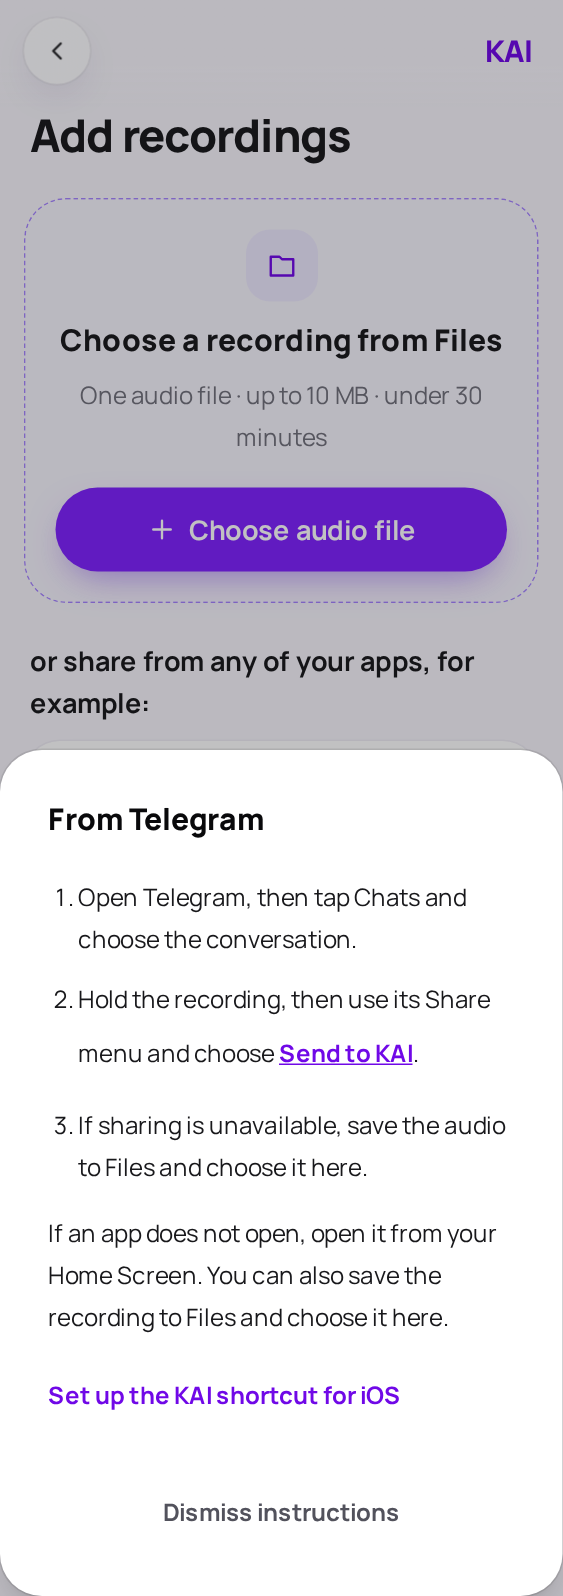 KAI
Add recordings
Choose a recording from Files
One audio file · up to 10 MB · under 30
minutes
+ Choose audio file
or share from any of your apps, for
example:
From Telegram
1. Open Telegram, then tap Chats and
choose the conversation.
2. Hold the recording, then use its Share
menu and choose Send to KAI.
3. If sharing is unavailable, save the audio
to Files and choose it here.
If an app does not open, open it from your
Home Screen. You can also save the
recording to Files and choose it here.
Set up the KAI shortcut for iOS
Dismiss instructions